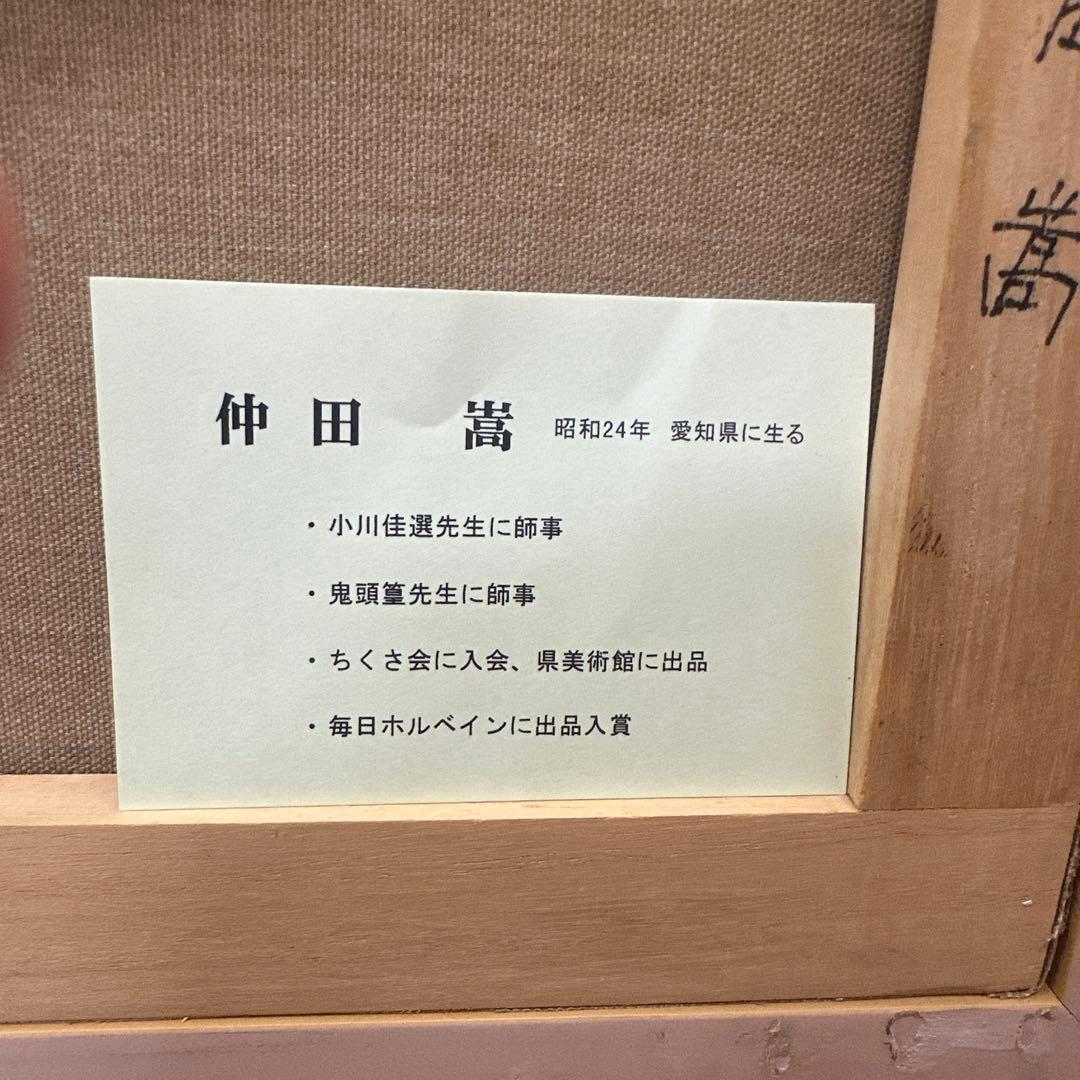 仲田 嵩 昭和24年 愛知県に生る
・小川佳選先生に師事
・鬼頭篁先生に師事
・ちくさ会に入会、県美術館に出品
・毎日ホルベインに出品入賞
嵩